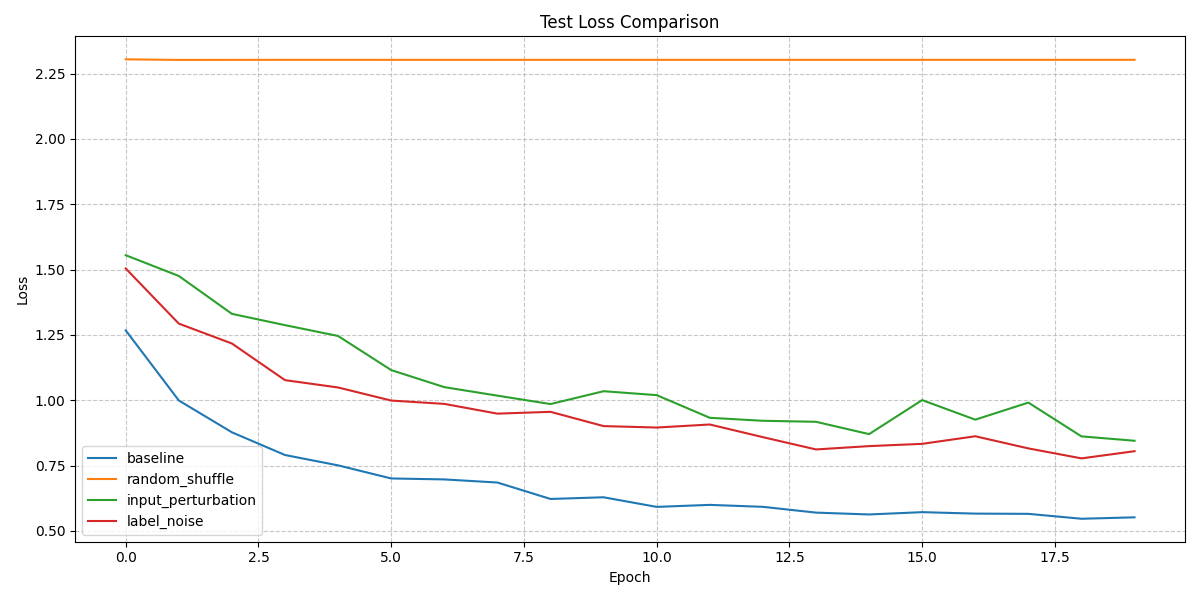 Test Loss Comparison
Loss
2.25
2.00
1.75
1.50
1.25
1.00
0.75
0.50
baseline
random_shuffle
input_perturbation
label_noise
0.0 2.5 5.0 7.5 10.0 12.5 15.0 17.5
Epoch